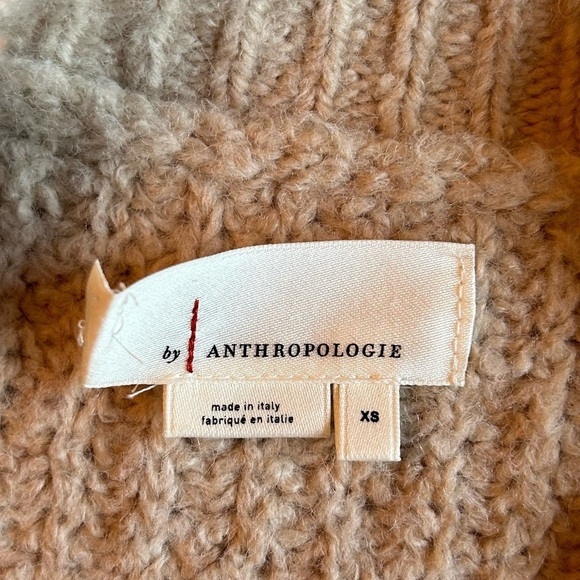 by ANTHROPOLOGIE
made in italy
fabriqué en italie
XS